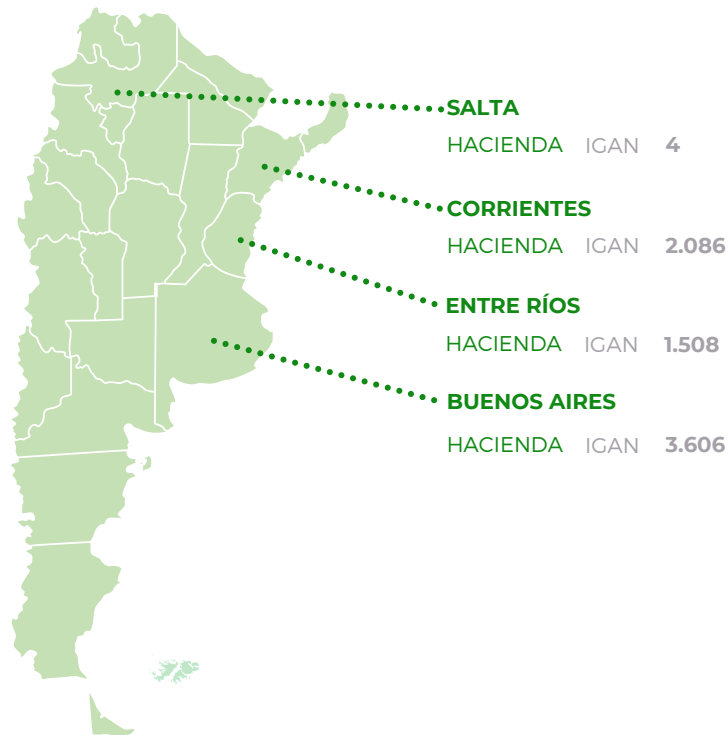 SALTA
HACIENDA IGAN 4
CORRIENTES
HACIENDA IGAN 2.086
ENTRE RÍOS
HACIENDA IGAN 1.508
BUENOS AIRES
HACIENDA IGAN 3.606